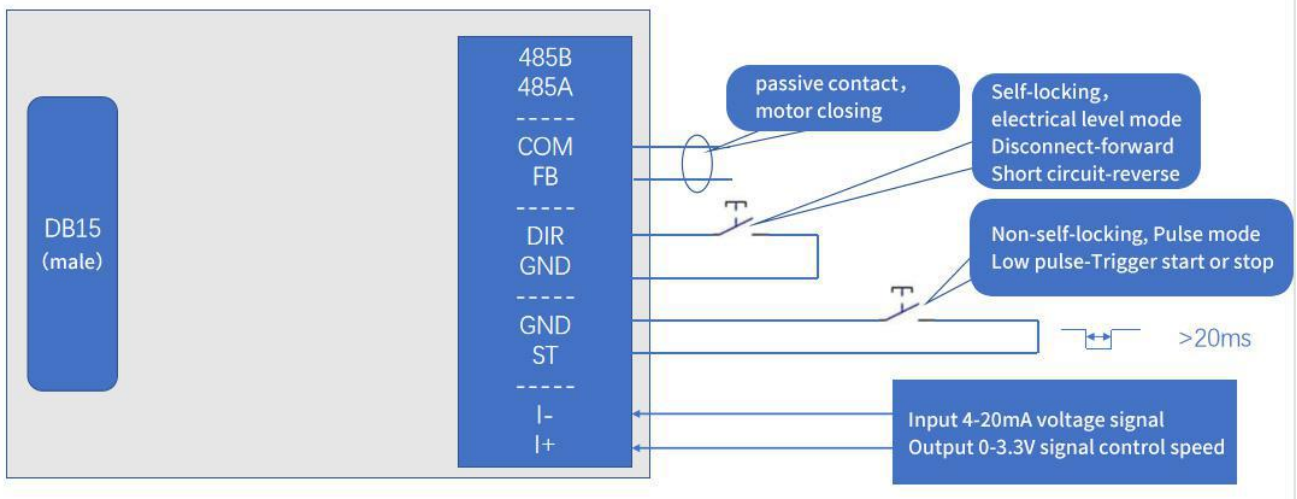 DB15
(male)
485B
485A
-----
COM
FB
-----
DIR
GND
-----
GND
ST
-----
I-
I+
passive contact，
motor closing
Self-locking，
electrical level mode
Disconnect-forward
Short circuit-reverse
Non-self-locking, Pulse mode
Low pulse-Trigger start or stop
>20ms
Input 4-20mA voltage signal
Output 0-3.3V signal control speed